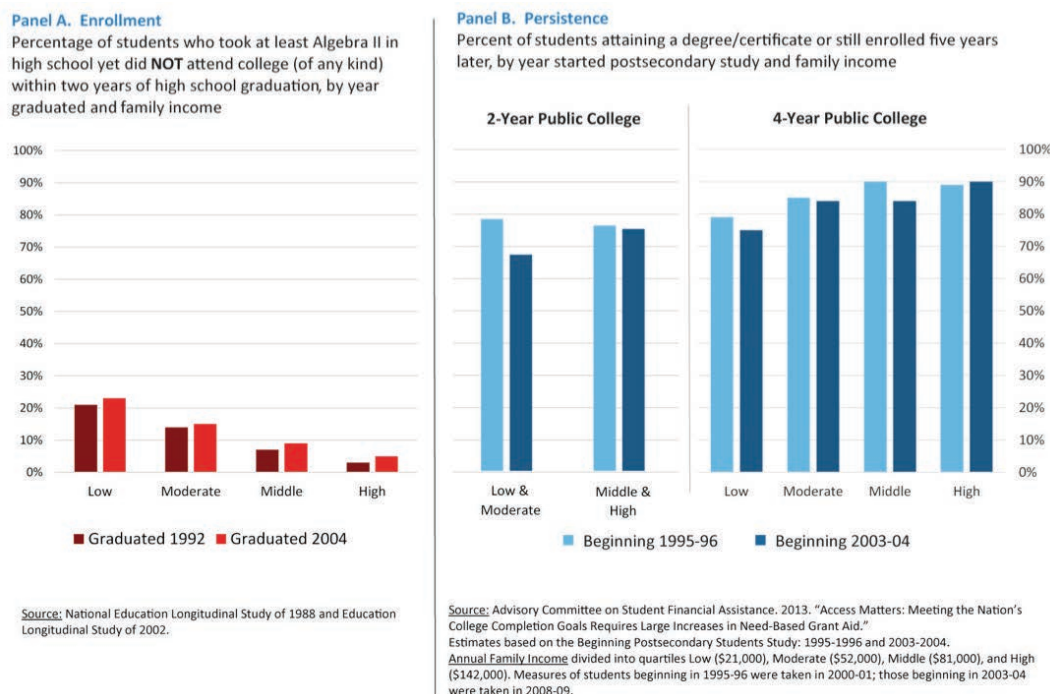 Panel A. Enrollment
Percentage of students who took at least Algebra II in
high school yet did NOT attend college (of any kind)
within two years of high school graduation, by year
graduated and family income
100%
90%
80%
70%
60%
50%
40%
30%
20%
10%
0%
Low Moderate Middle High
Graduated 1992 Graduated 2004
Source: National Education Longitudinal Study of 1988 and Education
Longitudinal Study of 2002.
Panel B. Persistence
Percent of students attaining a degree/certificate or still enrolled five years
later, by year started postsecondary study and family income
2-Year Public College 4-Year Public College
100%
90%
80%
70%
60%
50%
40%
30%
20%
10%
0%
Low & Middle & Low Moderate Middle High
Moderate High
Beginning 1995-96 Beginning 2003-04
Source: Advisory Committee on Student Financial Assistance. 2013. “Access Matters: Meeting the Nation’s
College Completion Goals Requires Large Increases in Need-Based Grant Aid.”
Estimates based on the Beginning Postsecondary Students Study: 1995-1996 and 2003-2004.
Annual Family Income divided into quartiles Low ($21,000), Moderate ($52,000), Middle ($81,000), and High
($142,000). Measures of students beginning in 1995-96 were taken in 2000-01; those beginning in 2003-04
were taken in 2008-09.